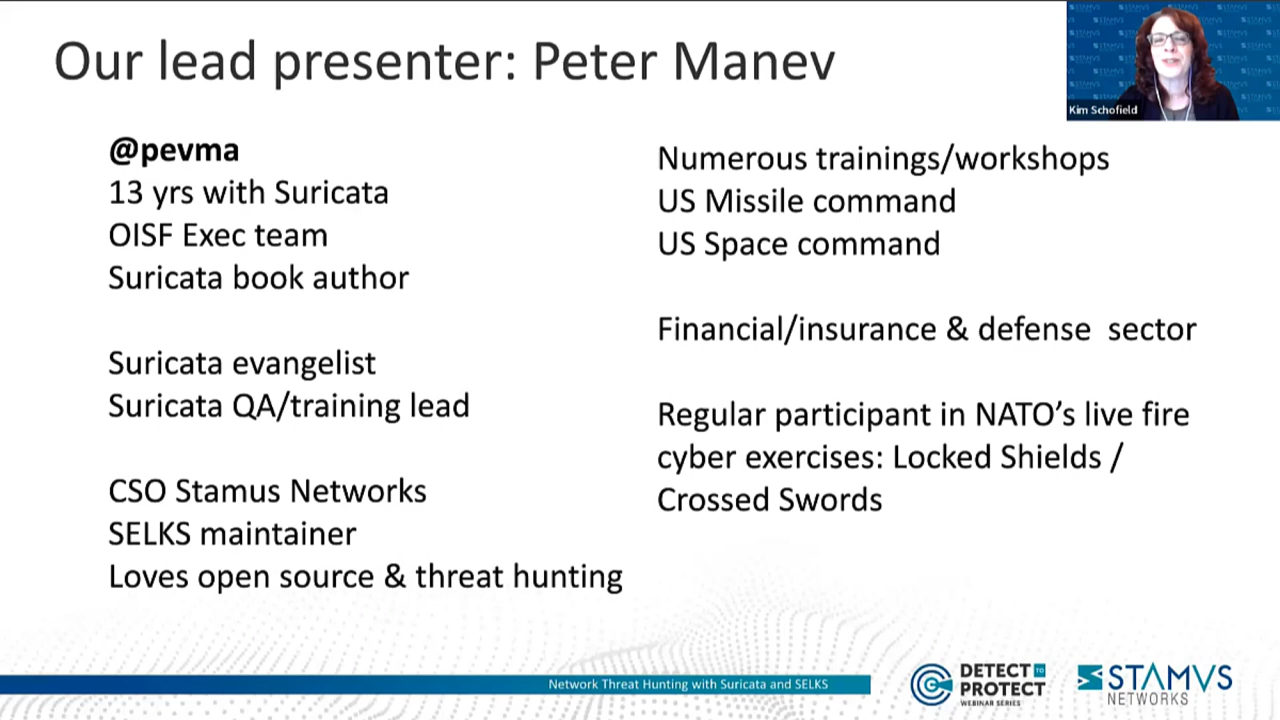 Our lead presenter: Peter Manev
Kim Schofield
@pevma
13 yrs with Suricata
OISF Exec team
Suricata book author
Suricata evangelist
Suricata QA/training lead
CSO Stamus Networks
SELKS maintainer
Loves open source & threat hunting
Numerous trainings/workshops
US Missile command
US Space command
Financial/insurance & defense  sector
Regular participant in NATO’s live fire
cyber exercises: Locked Shields /
Crossed Swords
Network Threat Hunting with Suricata and SELKS
DETECT TO
PROTECT
WEBINAR SERIES
STAMVS
NETWORKS